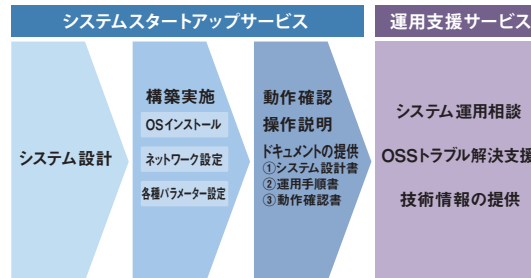 システムスタートアップサービス
運用支援サービス
システム設計
構築実施
OSインストール
ネットワーク設定
各種パラメーター設定
動作確認
操作説明
ドキュメントの提供
①システム設計書
②運用手順書
③動作確認書
システム運用相談
OSSトラブル解決支援
技術情報の提供